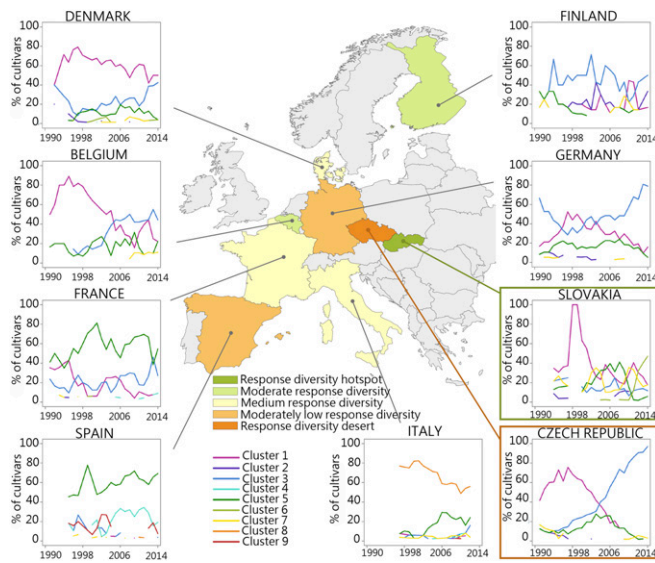 DENMARK
% of cultivars
100
80
60
40
20
0
1990 1998 2006 2014
FINLAND
% of cultivars
100
80
60
40
20
0
1990 1998 2006 2014
BELGIUM
% of cultivars
100
80
60
40
20
0
1990 1998 2006 2014
GERMANY
% of cultivars
100
80
60
40
20
0
1990 1998 2006 2014
FRANCE
% of cultivars
100
80
60
40
20
0
1990 1998 2006 2014
SLOVAKIA
% of cultivars
100
80
60
40
20
0
1990 1998 2006 2014
Response diversity hotspot
Moderate response diversity
Medium response diversity
Moderately low response diversity
Response diversity desert
SPAIN
% of cultivars
100
80
60
40
20
0
1990 1998 2006 2014
Cluster 1
Cluster 2
Cluster 3
Cluster 4
Cluster 5
Cluster 6
Cluster 7
Cluster 8
Cluster 9
ITALY
% of cultivars
100
80
60
40
20
0
1990 1998 2006 2014
CZECH REPUBLIC
% of cultivars
100
80
60
40
20
0
1990 1998 2006 2014